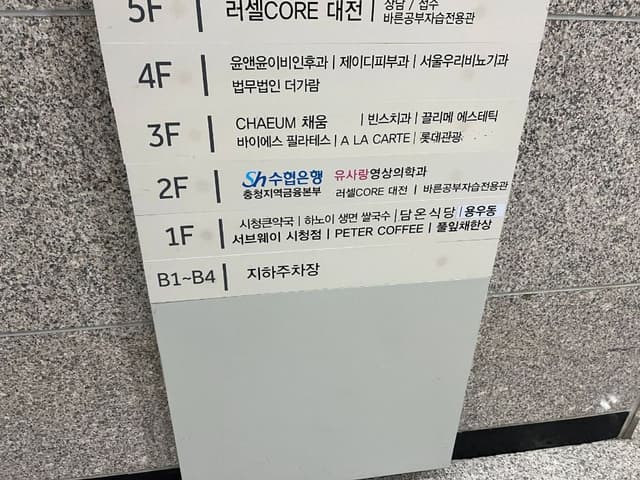 5F 러셀CORE 대전 | 상담 / 접수
바른공부자습전용관
4F 윤앤윤이비인후과 | 제이디피부과 | 서울우리비뇨기과
법무법인 더가람
3F CHAEUM 채움 | 빈스치과 | 끌리메 에스테틱
바이에스 필라테스 | A LA CARTE | 롯데관광
2F Sh수협은행 유사랑영상의학과
충청지역금융본부 러셀CORE 대전 | 바른공부자습전용관
1F 시청큰약국 | 하노이 생면 쌀국수 | 담온식당 | 용우동
서브웨이 시청점 | PETER COFFEE | 풀잎채한상
B1~B4 지하주차장